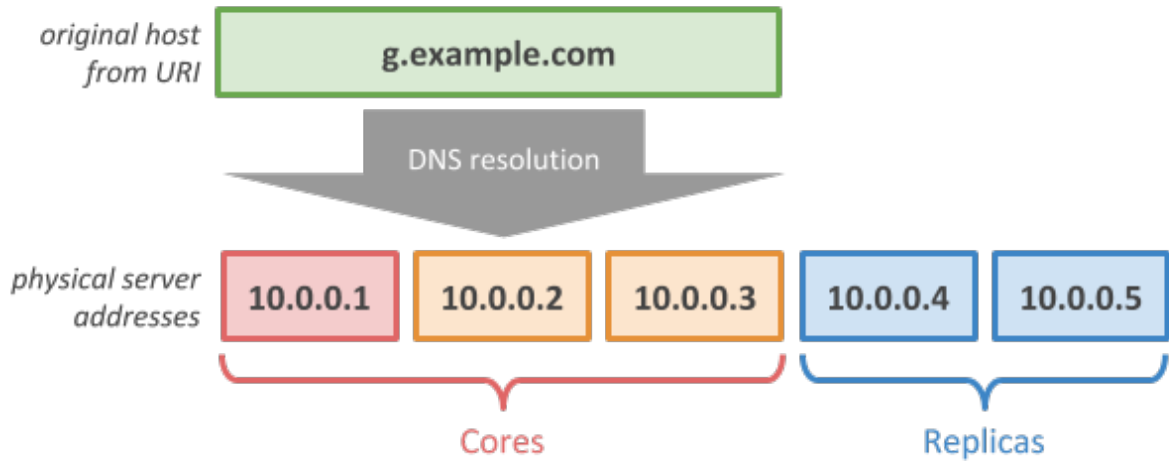 original host
from URI
g.example.com
DNS resolution
physical server
addresses
10.0.0.1
10.0.0.2
10.0.0.3
10.0.0.4
10.0.0.5
Cores
Replicas